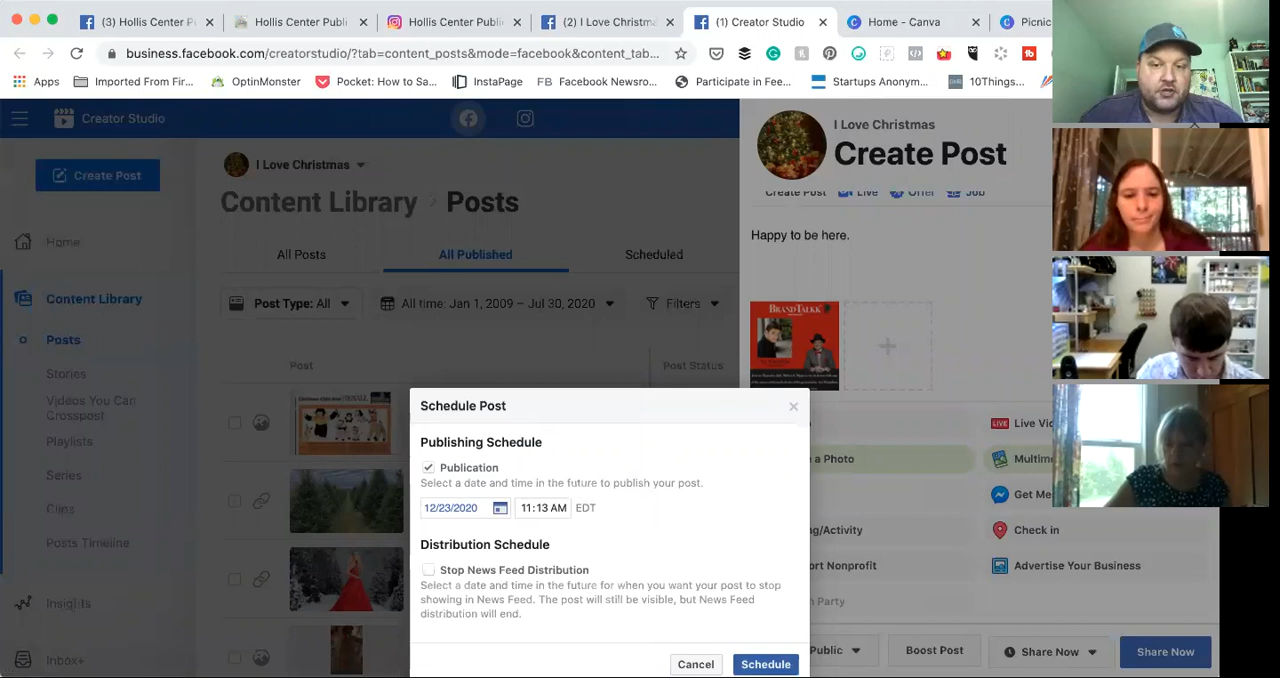 (3) Hollis Center P
Hollis Center Publi
Hollis Center Public
(2) I Love Christma
(1) Creator Studio
Home - Canva
Picnic
business.facebook.com/creatorstudio/?tab=content_posts&mode=facebook&content_tab...
Apps
Imported From Fir...
OptinMonster
Pocket: How to Sa...
InstaPage
FB
Facebook Newsroo...
Participate in Fee...
Startups Anonym...
10Things...
Creator Studio
I Love Christmas
Create Post
Create Post
Live
Offer
Job
I Love Christmas
Create Post
Content Library
Posts
Happy to be here.
Home
All Posts
All Published
Scheduled
Content Library
Post Type: All
All time: Jan 1, 2009 – Jul 30, 2020
Filters
BRANDTALKK
Posts
Post
Post Status
Stories
Videos You Can
Crosspost
Playlists
Series
Clips
Posts Timeline
Insights
Inbox+
Schedule Post
Publishing Schedule
Publication
Select a date and time in the future to publish your post.
12/23/2020
11:13 AM
EDT
Distribution Schedule
Stop News Feed Distribution
Select a date and time in the future for when you want your post to stop
showing in News Feed. The post will still be visible, but News Feed
distribution will end.
Cancel
Schedule
LIVE
Live Vi
a Photo
Multim
Get Me
ng/Activity
Check in
ort Nonprofit
Advertise Your Business
h Party
Public
Boost Post
Share Now
Share Now